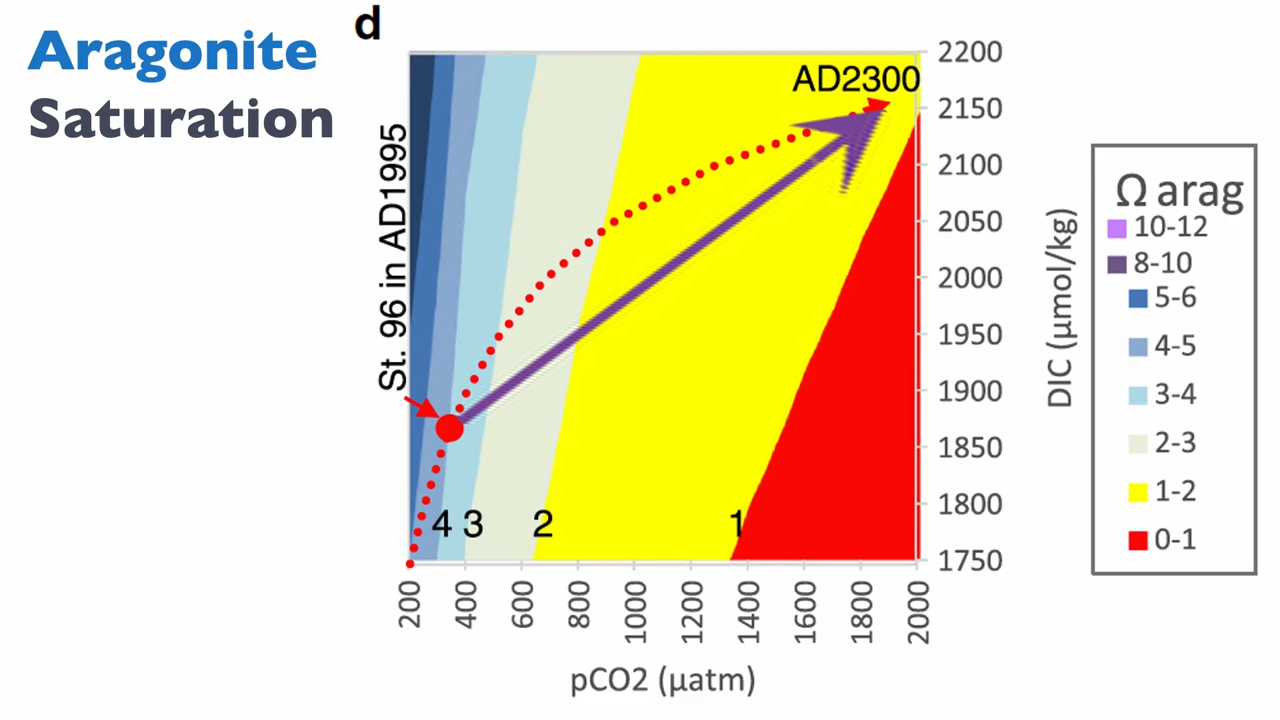 Aragonite
Saturation
d
St. 96 in AD1995
AD2300
4 3 2 1
2200
2150
2100
2050
2000
1950
1900
1850
1800
1750
DIC (μmol/kg)
200 400 600 800 1000 1200 1400 1600 1800 2000
pCO2 (μatm)
Ω arag
10-12
8-10
5-6
4-5
3-4
2-3
1-2
0-1